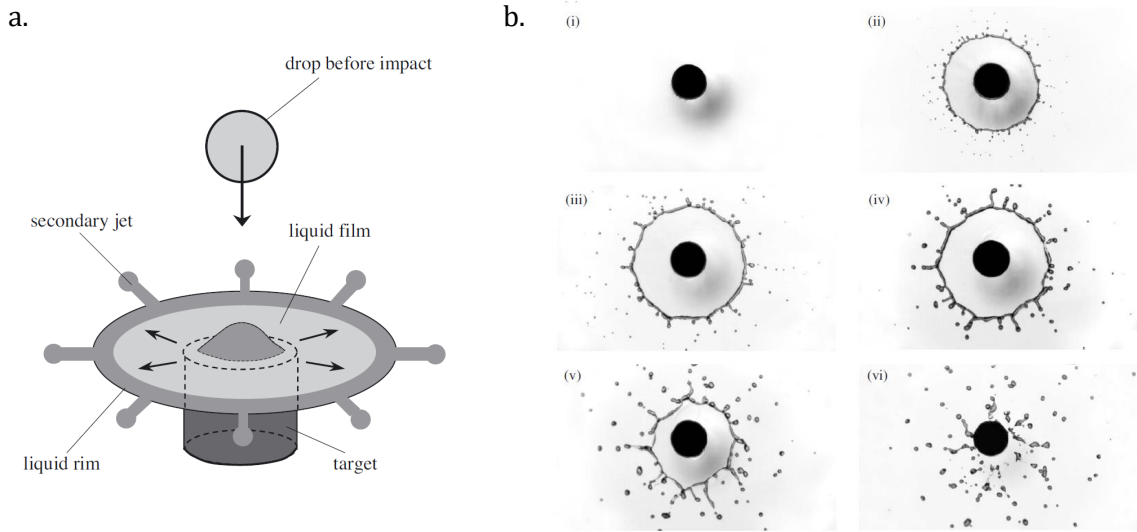 a.
drop before impact
secondary jet
liquid film
liquid rim
target
b.
(i)
(ii)
(iii)
(iv)
(v)
(vi)